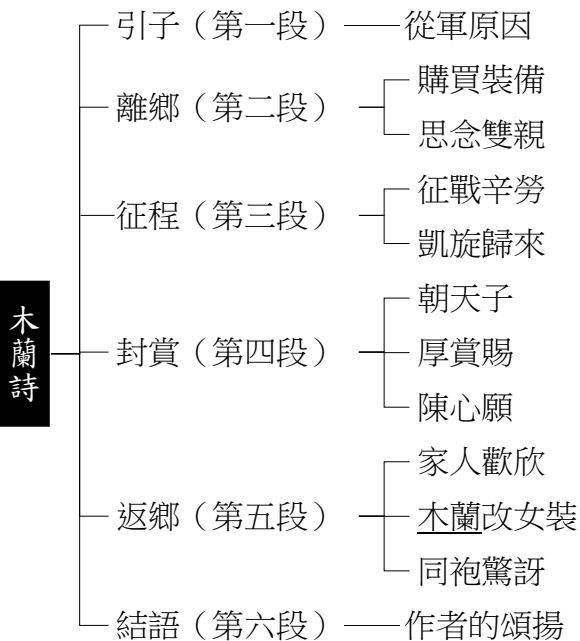 木蘭詩
引子（第一段）
從軍原因
離鄉（第二段）
購買裝備
思念雙親
征程（第三段）
征戰辛勞
凱旋歸來
封賞（第四段）
朝天子
厚賞賜
陳心願
返鄉（第五段）
家人歡欣
木蘭改女裝
同袍驚訝
結語（第六段）
作者的頌揚